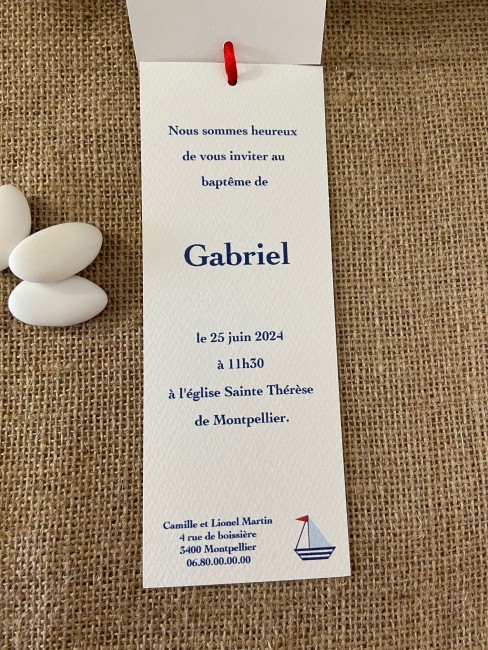 Nous sommes heureux
de vous inviter au
baptême de
Gabriel
le 25 juin 2024
à 11h30
à l'église Sainte Thérèse
de Montpellier.
Camille et Lionel Martin
4 rue de boissière
3400 Montpellier
06.80.00.00.00